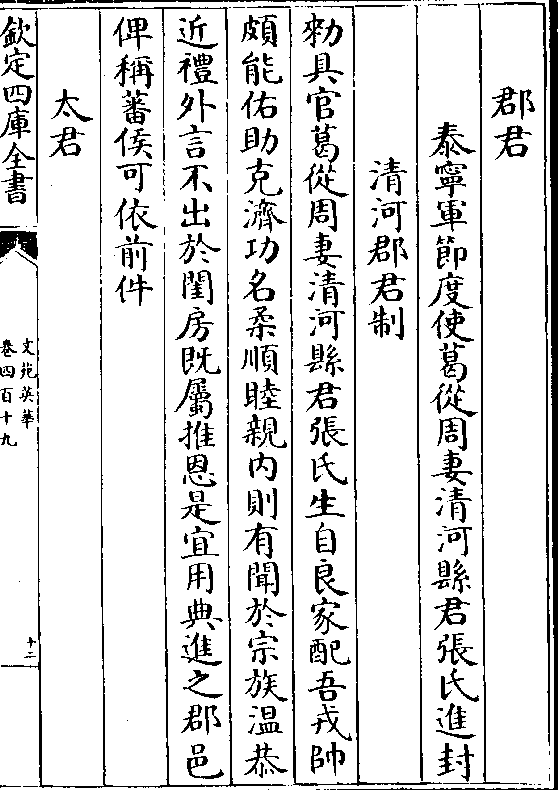 郡君
泰寧軍節度使葛從周妻清河縣君張氏進封
清河郡君制
勑具官葛從周妻清河縣君張氏生自良家配吾戎帥
頗能佑助克濟功名柔順睦親内則有聞於宗族温恭
近禮外言不出於閨房既屬推恩是宜用典進之郡邑
俾稱蕃侯可依前件
太君
欽定四庫全書
文苑英華
卷四百十九
十二